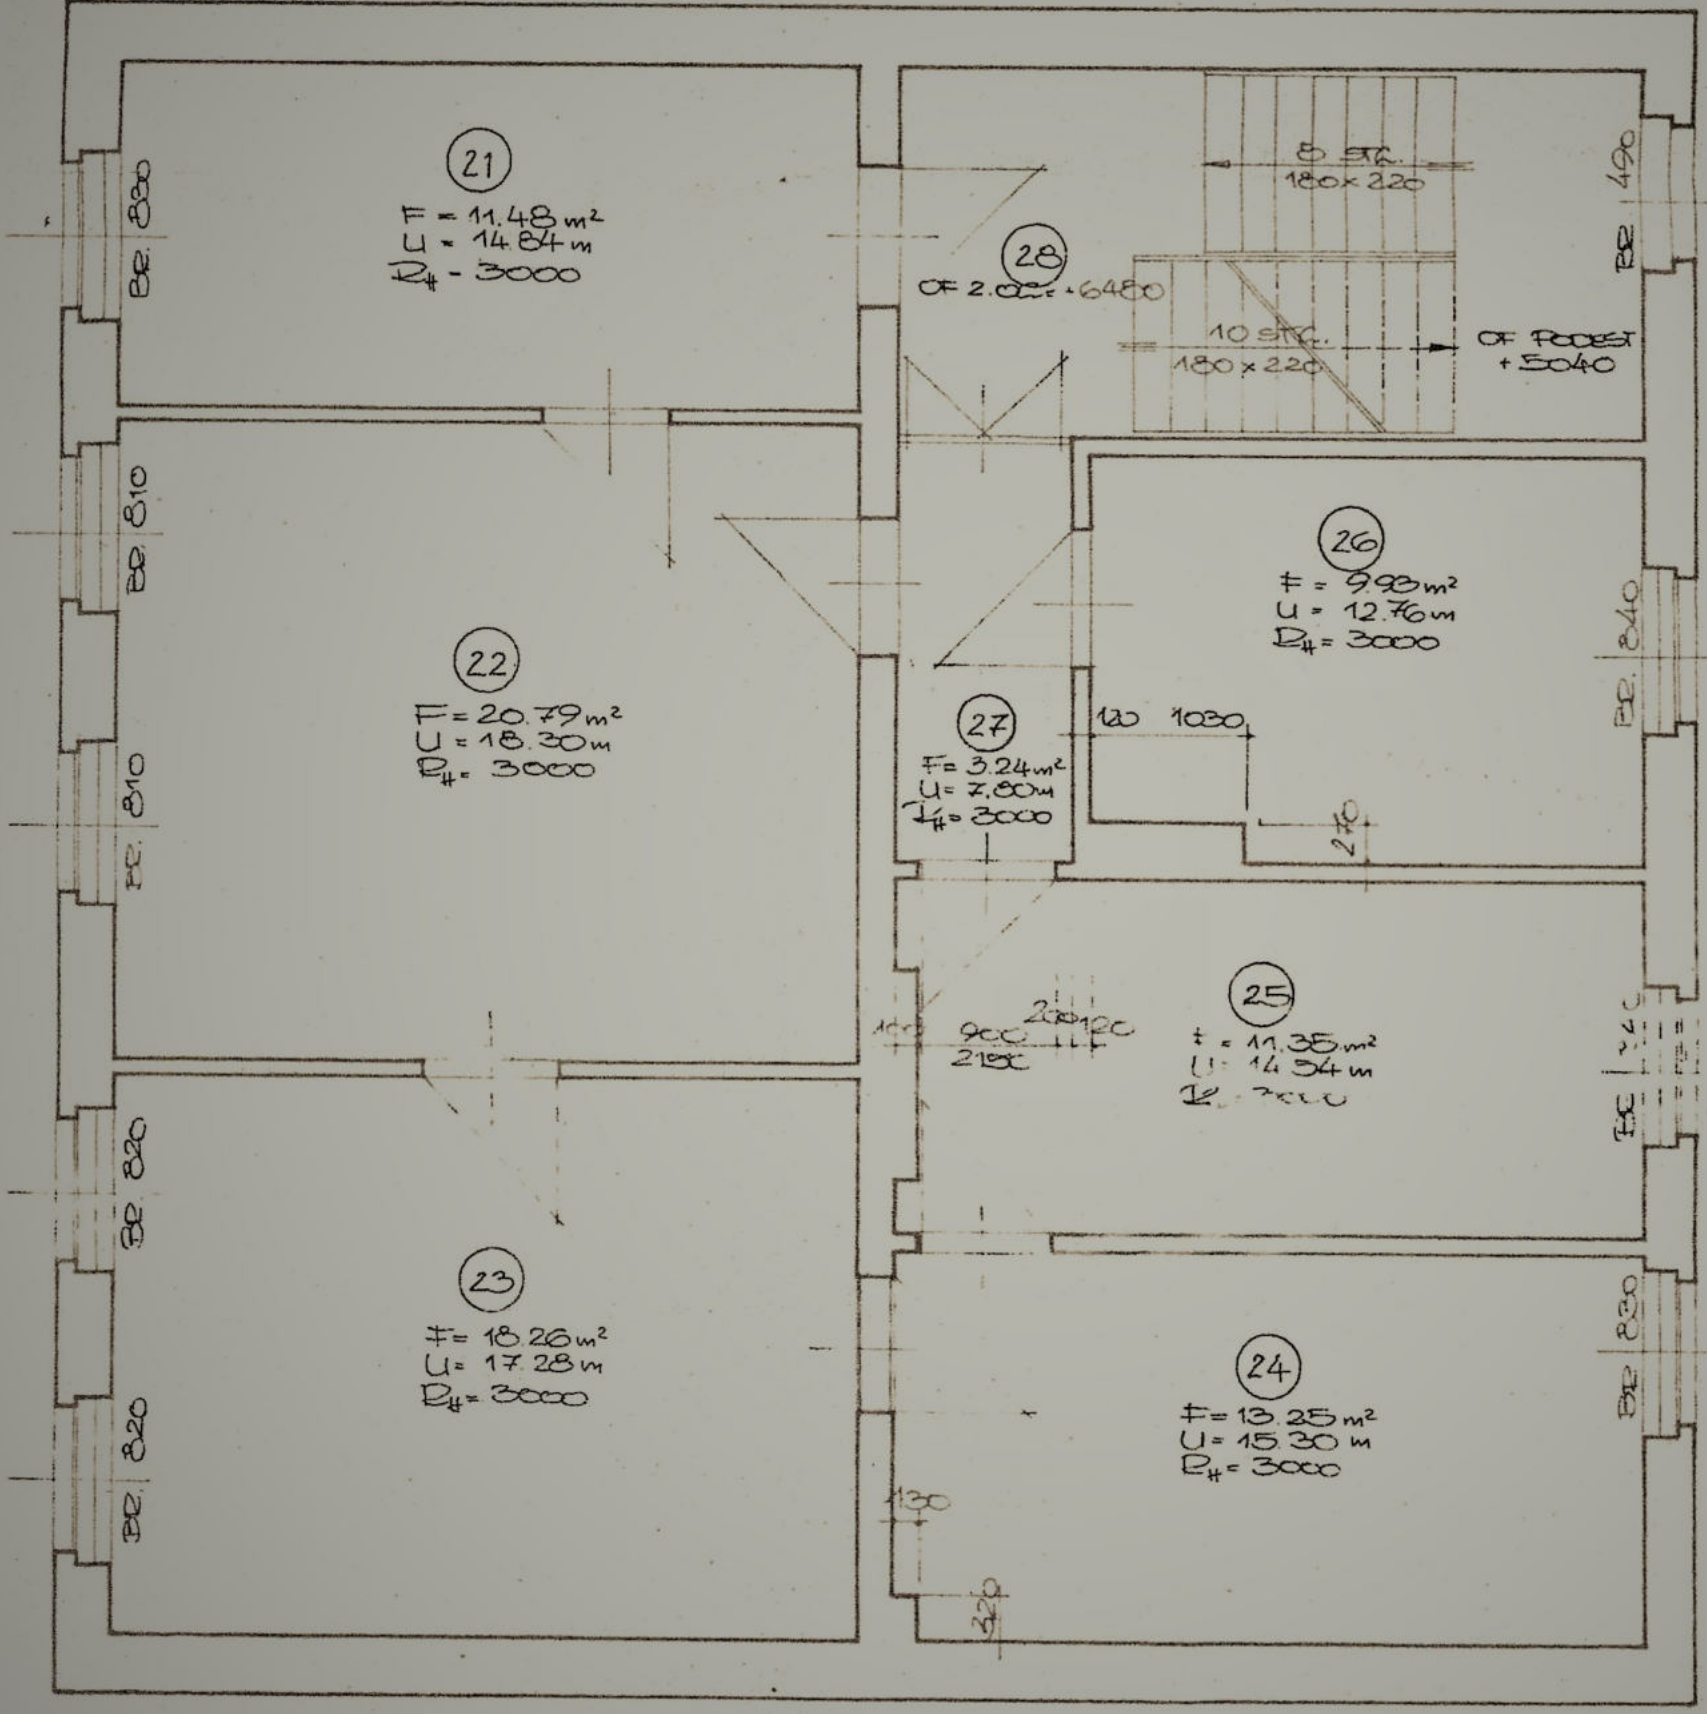 21
F = 11.48 m²
U = 14.84 m
RH - 3000
BR. 830
28
OF 2.OG +6480
8 STG.
180 x 220
10 STG.
180 x 220
OF PODEST
+ 5040
BR. 490
BR. 810
22
F = 20.79 m²
U = 18.30 m
RH = 3000
BR. 810
26
F = 9.93 m²
U = 12.76 m
RH = 3000
BR. 840
27
F = 3.24 m²
U = 7.80 m
RH = 3000
120 1030
270
25
F = 11.35 m²
U = 14.54 m
900
2150
200 120
BR. 820
23
F = 18.26 m²
U = 17.28 m
RH = 3000
BR. 820
24
F = 13.25 m²
U = 15.30 m
RH = 3000
BR 830
130
320